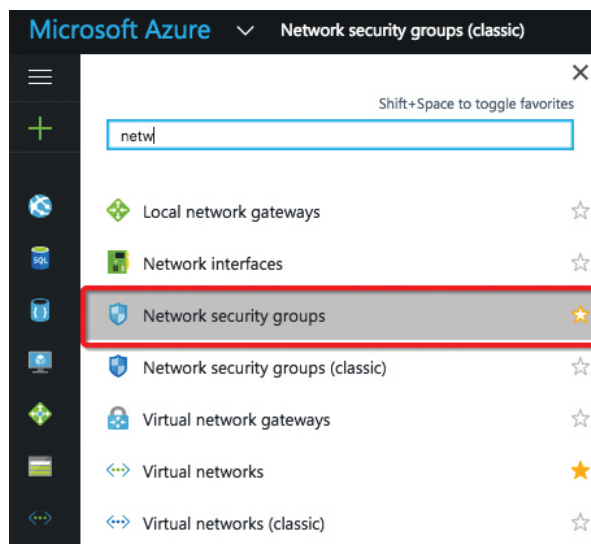 Microsoft Azure Network security groups (classic)
Shift+Space to toggle favorites
netw
Local network gateways
SQL
Network interfaces
Network security groups
Network security groups (classic)
Virtual network gateways
Virtual networks
Virtual networks (classic)